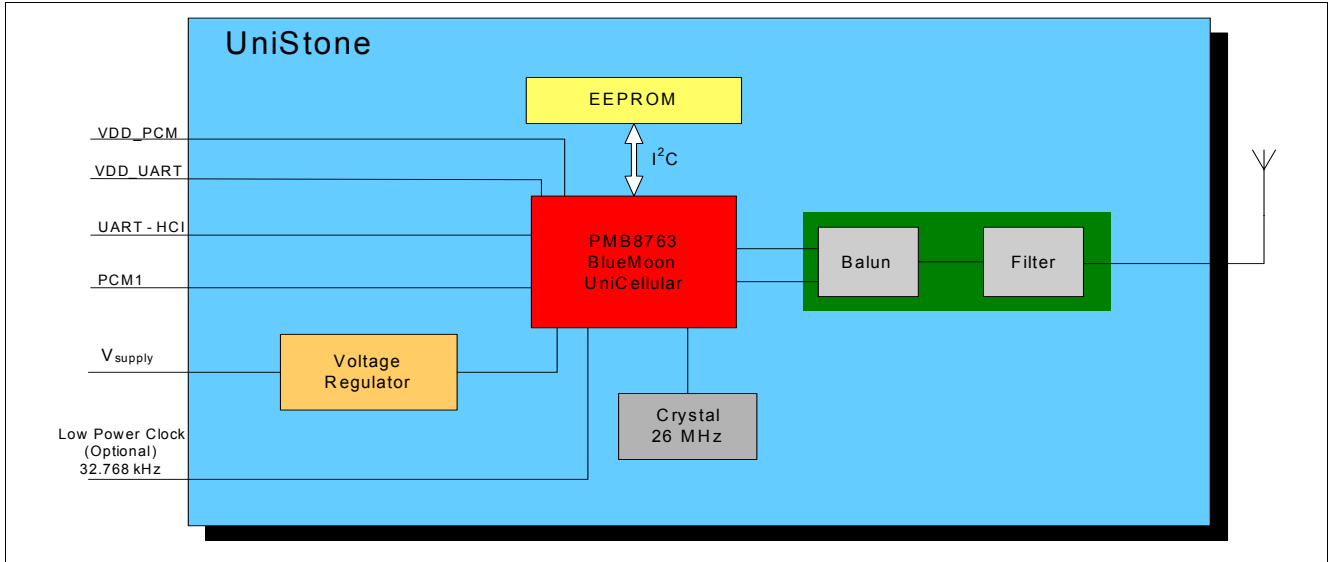 UniStone
EEPROM
VDD_PCM
I²C
VDD_UART
UART - HCI
PMB8763
BlueMoon
UniCellular
Balun
Filter
PCM1
Vsupply
Voltage
Regulator
Crystal
26 MHz
Low Power Clock
(Optional)
32.768 kHz